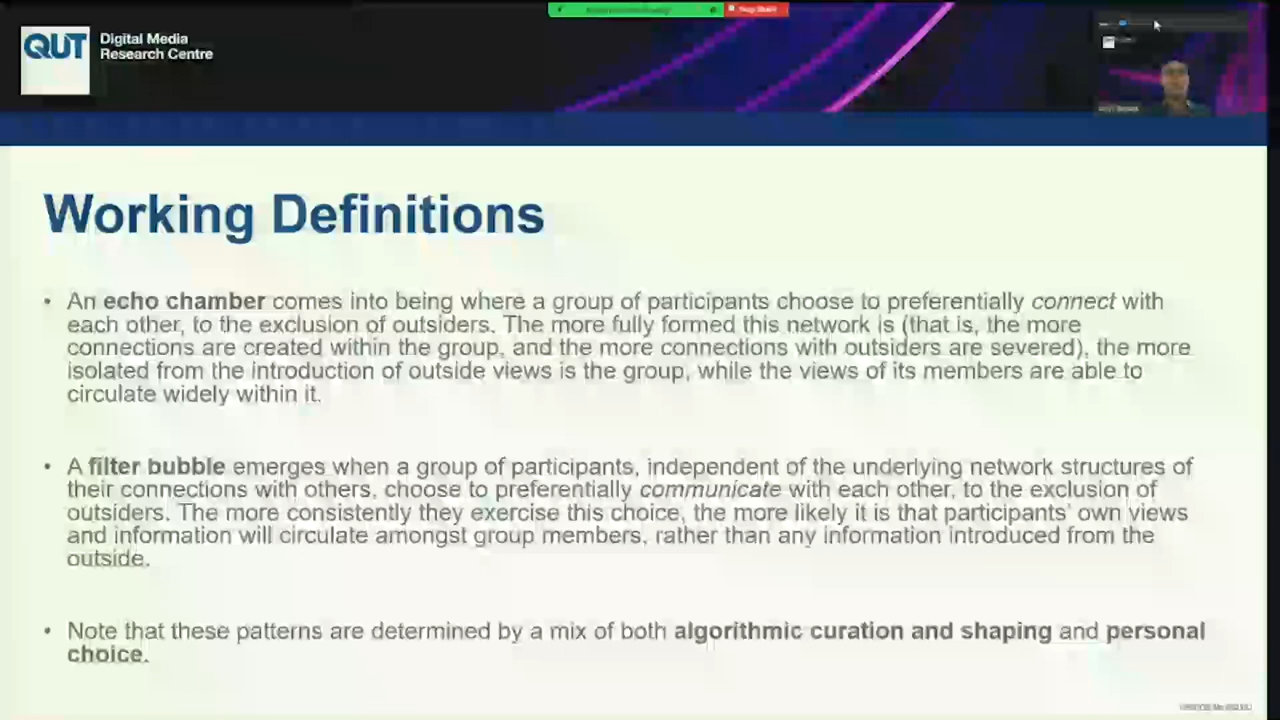 QUT
Digital Media
Research Centre
Stop Share
Working Definitions
• An echo chamber comes into being where a group of participants choose to preferentially connect with
each other, to the exclusion of outsiders. The more fully formed this network is (that is, the more
connections are created within the group, and the more connections with outsiders are severed), the more
isolated from the introduction of outside views is the group, while the views of its members are able to
circulate widely within it.
• A filter bubble emerges when a group of participants, independent of the underlying network structures of
their connections with others, choose to preferentially communicate with each other, to the exclusion of
outsiders. The more consistently they exercise this choice, the more likely it is that participants' own views
and information will circulate amongst group members, rather than any information introduced from the
outside.
• Note that these patterns are determined by a mix of both algorithmic curation and shaping and personal
choice.